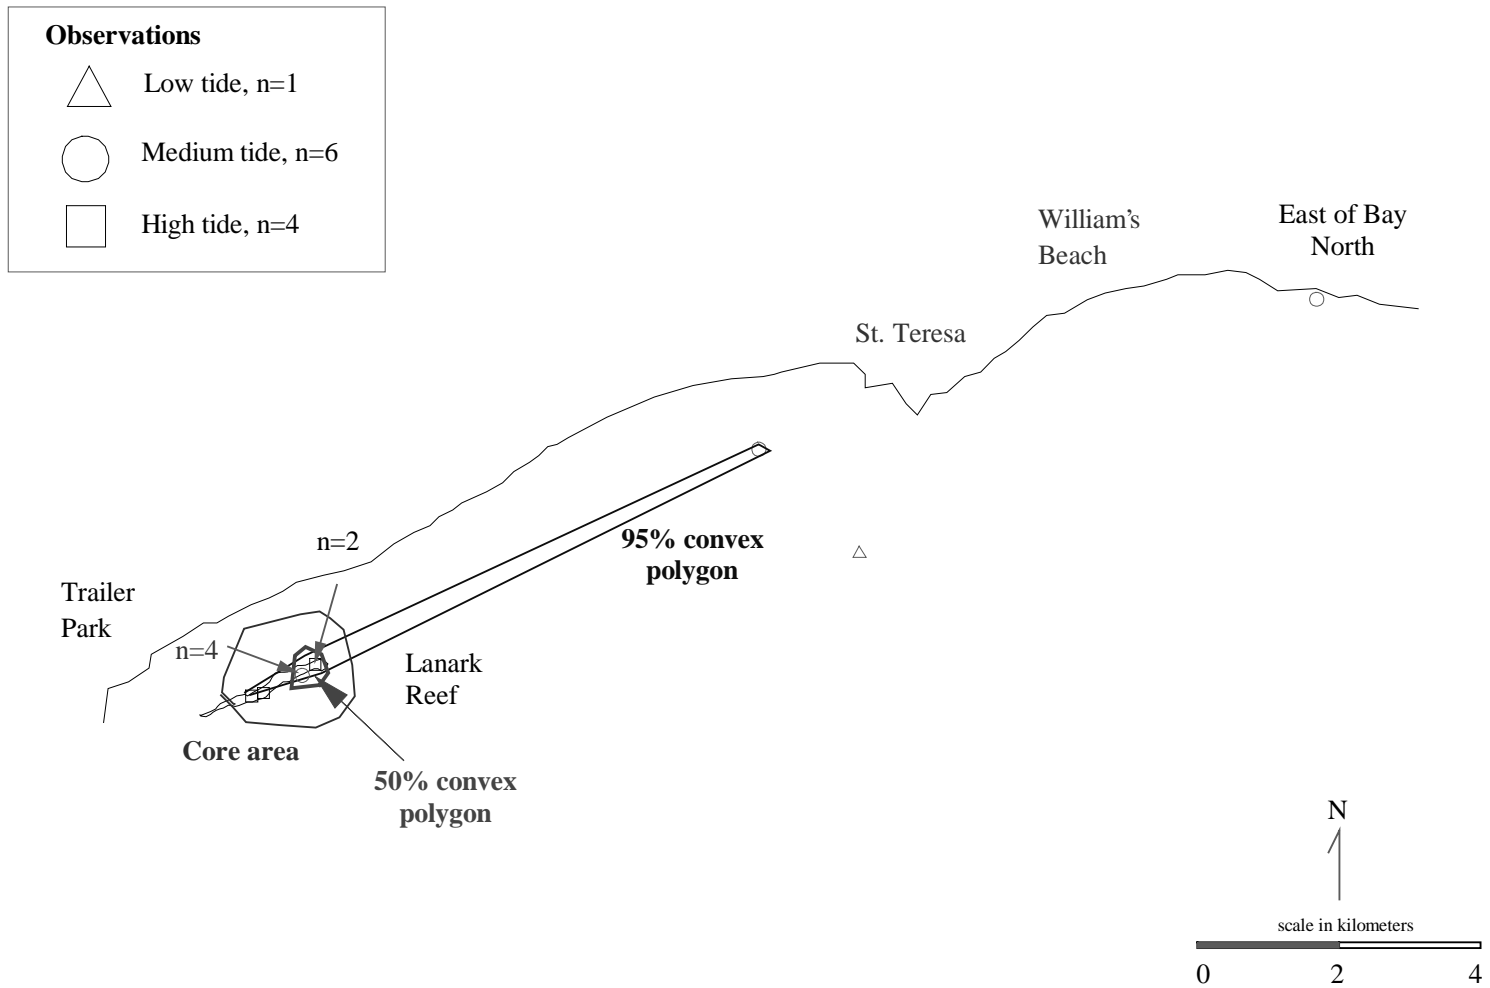 Observations
Low tide, n=1
Medium tide, n=6
High tide, n=4
William's
Beach
East of Bay
North
St. Teresa
n=2
95% convex
polygon
Trailer
Park
n=4
Lanark
Reef
Core area
50% convex
polygon
N
scale in kilometers
0 2 4